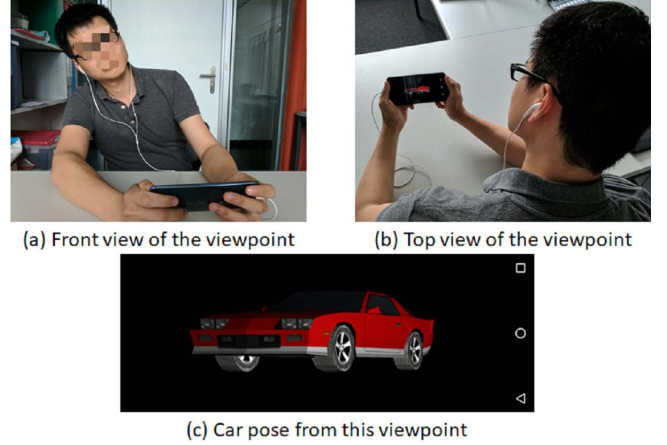 (a) Front view of the viewpoint
(b) Top view of the viewpoint
(c) Car pose from this viewpoint